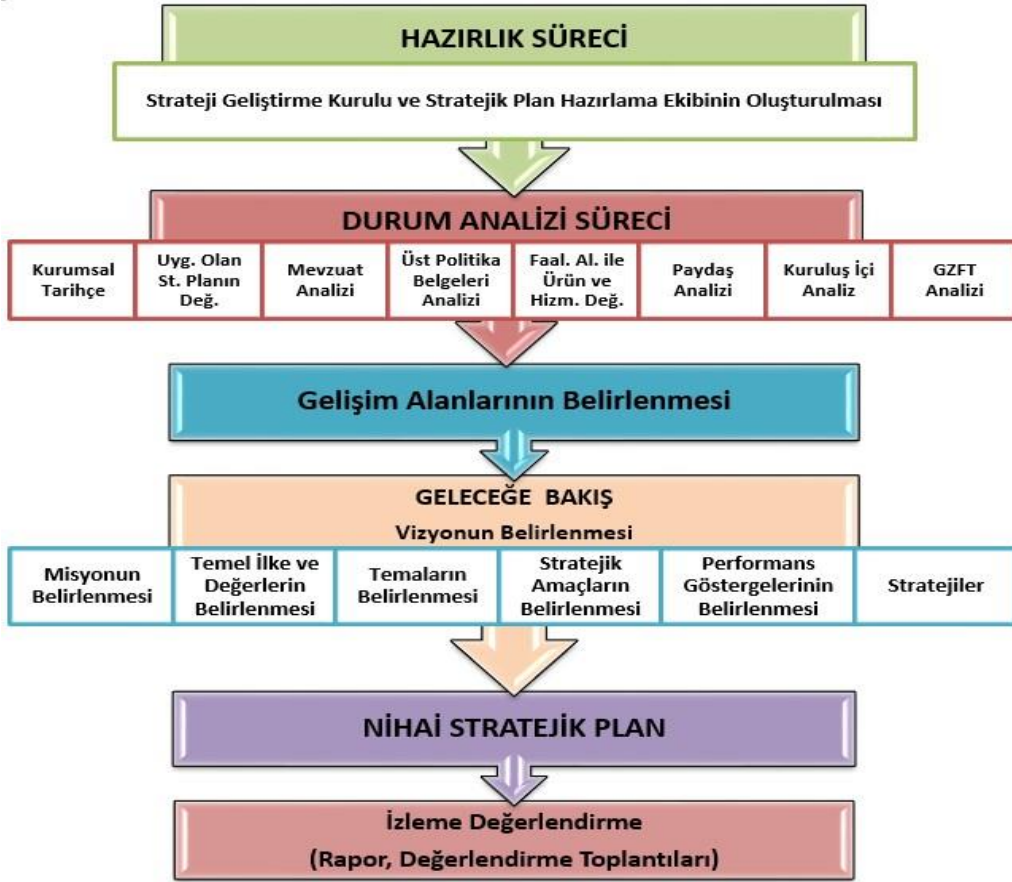 HAZIRLIK SÜRECİ
Strateji Geliştirme Kurulu ve Stratejik Plan Hazırlama Ekibinin Oluşturulması
DURUM ANALİZİ SÜRECİ
Kurumsal
Tarihçe
Uyg. Olan
St. Planın
Değ.
Mevzuat
Analizi
Üst Politika
Belgeleri
Analizi
Faal. Al. ile
Ürün ve
Hizm. Değ.
Paydaş
Analizi
Kuruluş İçi
Analiz
GZFT
Analizi
Gelişim Alanlarının Belirlenmesi
GELECEĞE BAKIŞ
Vizyonun Belirlenmesi
Misyonun
Belirlenmesi
Temel İlke ve
Değerlerin
Belirlenmesi
Temaların
Belirlenmesi
Stratejik
Amaçların
Belirlenmesi
Performans
Göstergelerinin
Belirlenmesi
Stratejiler
NİHAİ STRATEJİK PLAN
İzleme Değerlendirme
(Rapor, Değerlendirme Toplantıları)